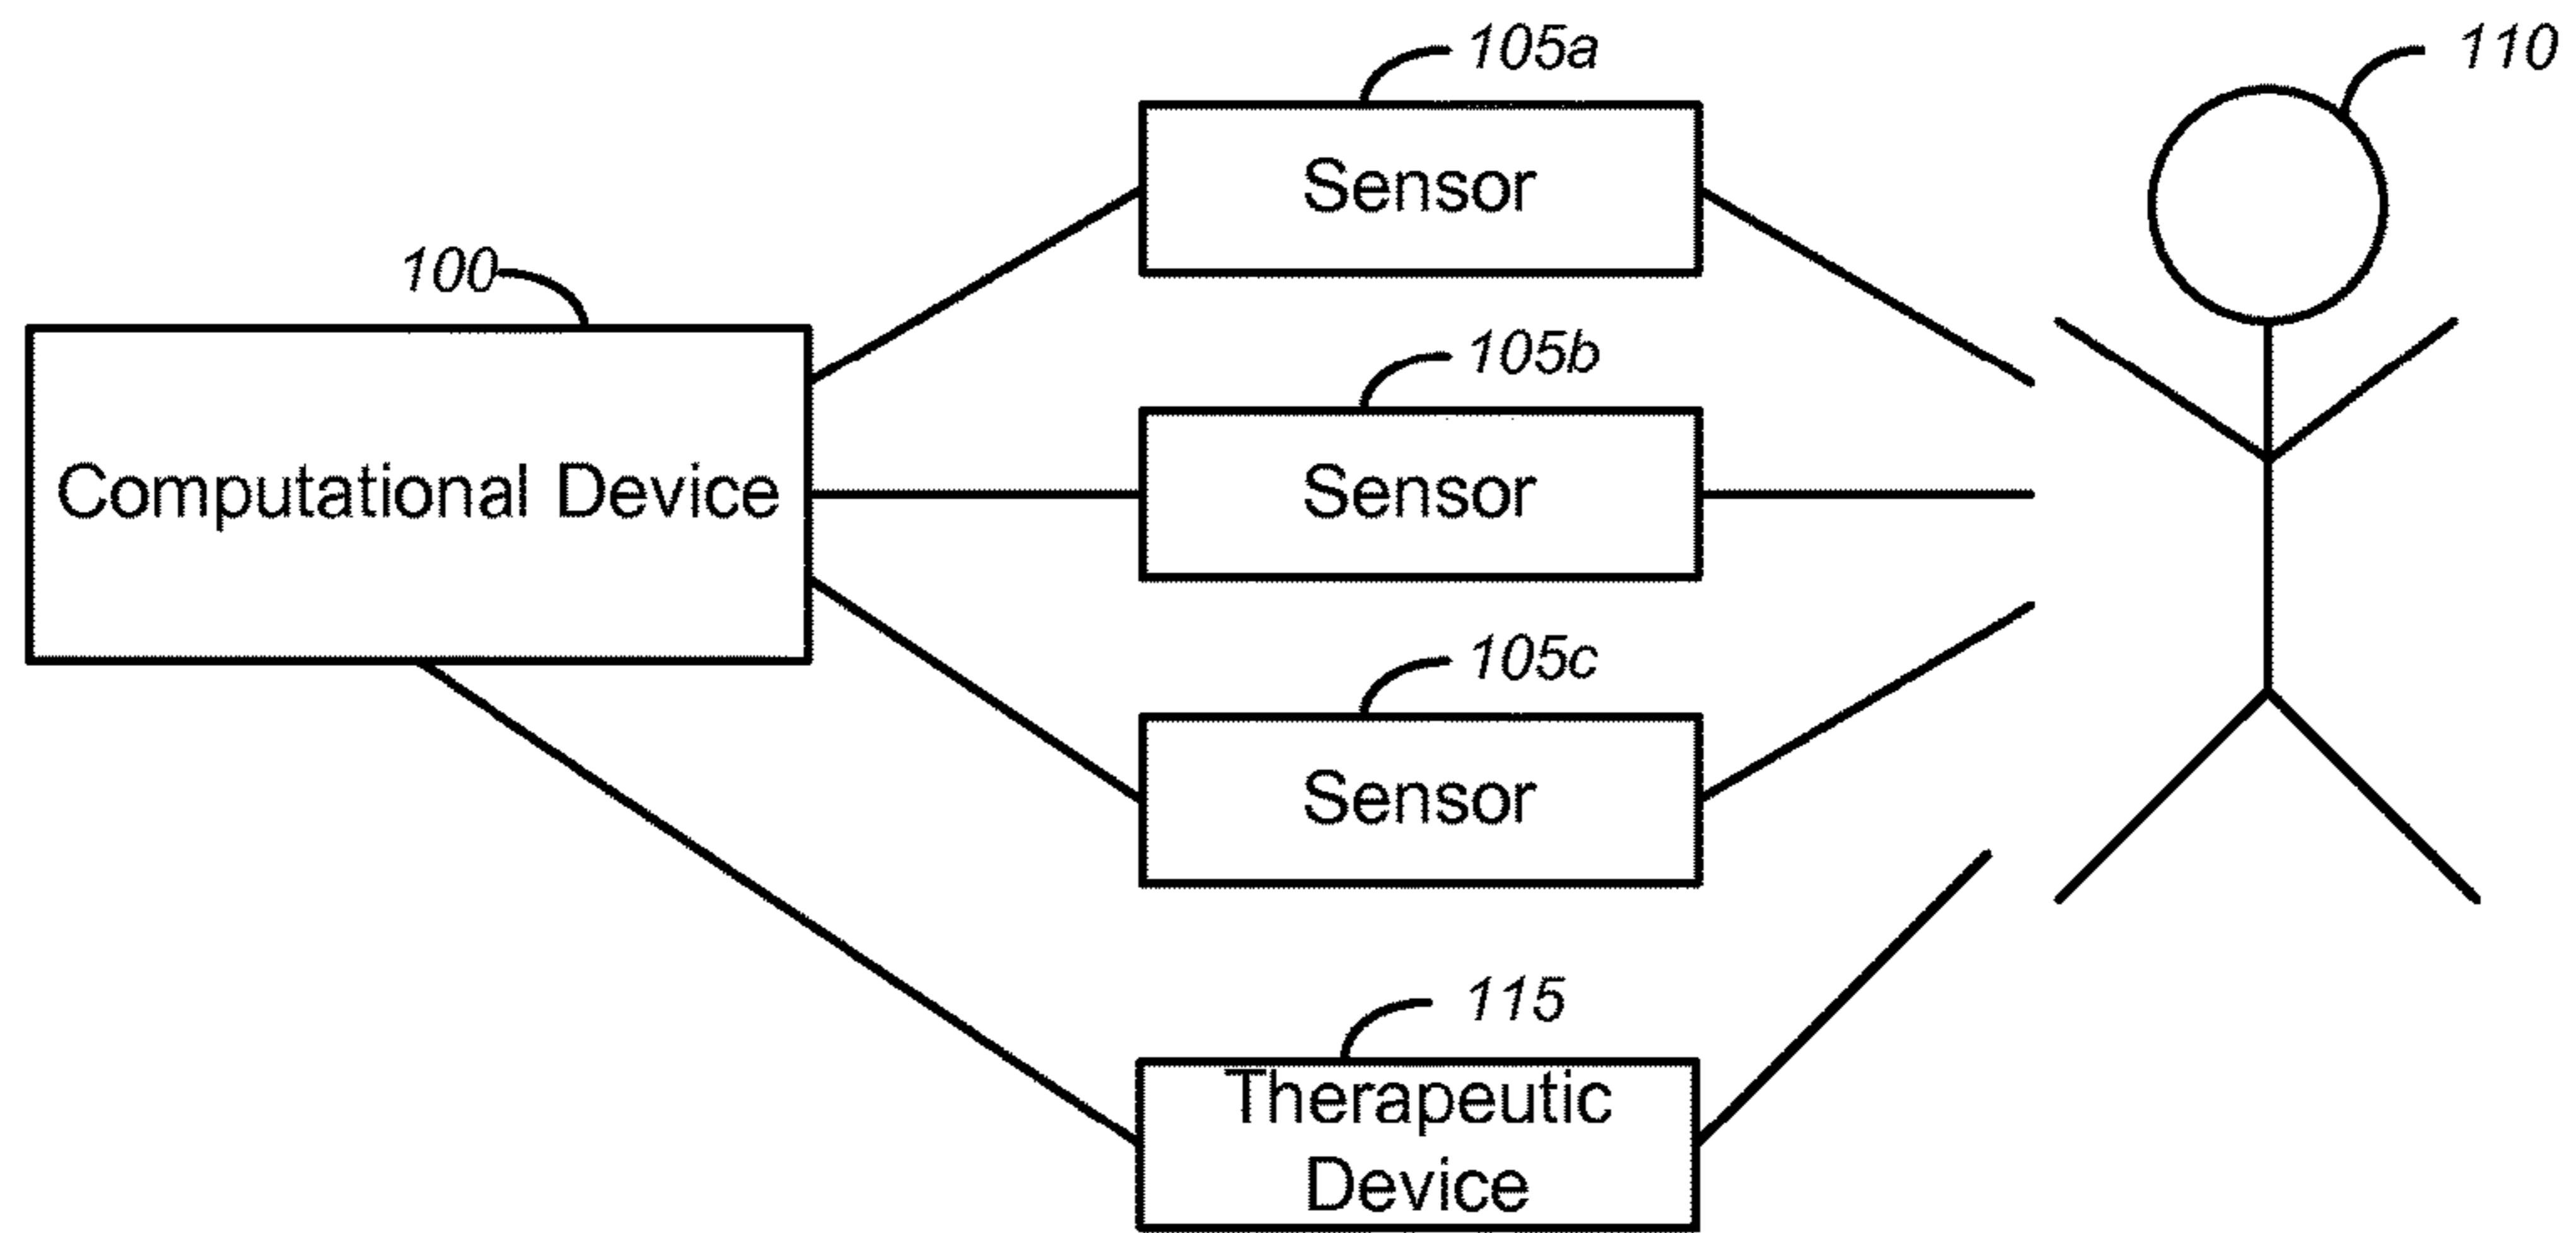 105a
110
Sensor
100
105b
Computational Device
Sensor
105c
Sensor
115
Therapeutic
Device